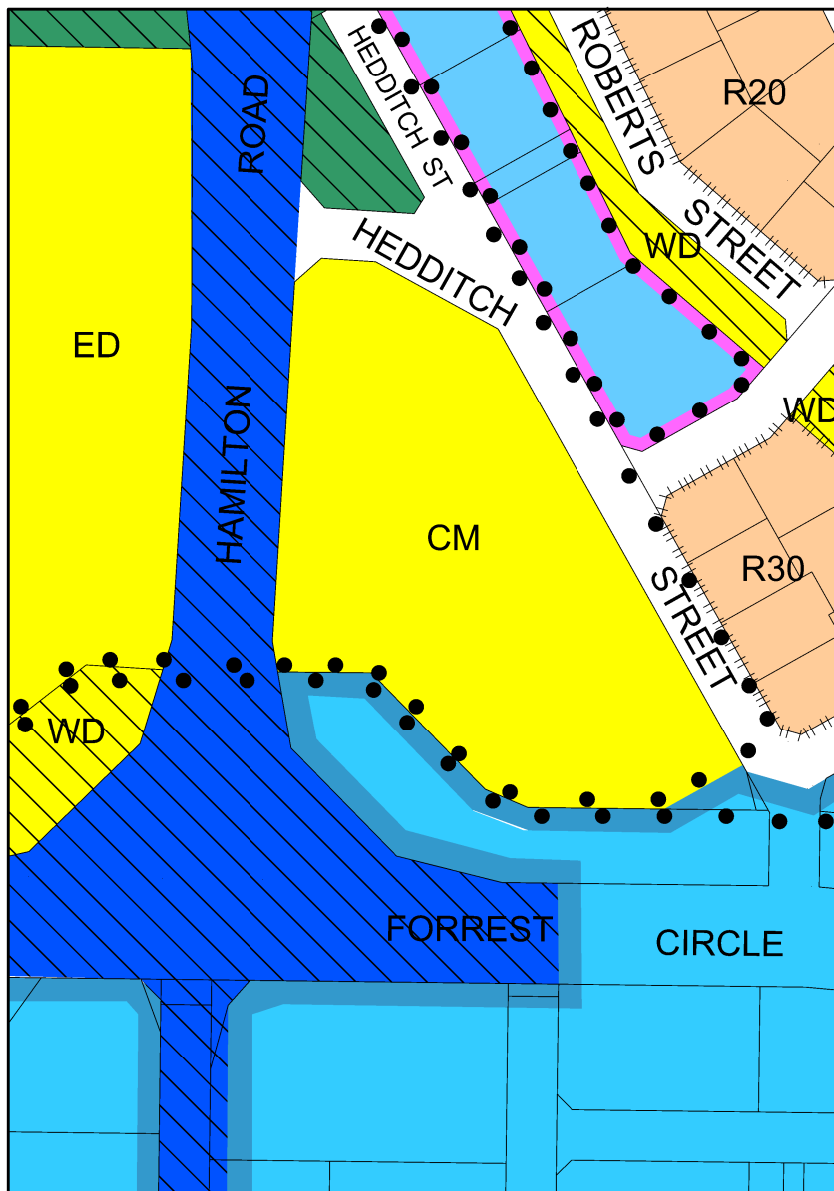 HEDDITCH ST
ROBERTS
STREET
R20
ROAD
WD
HEDDITCH
STREET
ED
WD
HAMILTON
CM
R30
WD
FORREST
CIRCLE